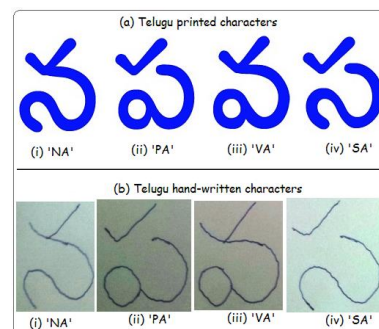 (a) Telugu printed characters
న ప వ స
(i) 'NA' (ii) 'PA' (iii) 'VA' (iv) 'SA'
(b) Telugu hand-written characters
న ప వ స
(i) 'NA' (ii) 'PA' (iii) 'VA' (iv) 'SA'